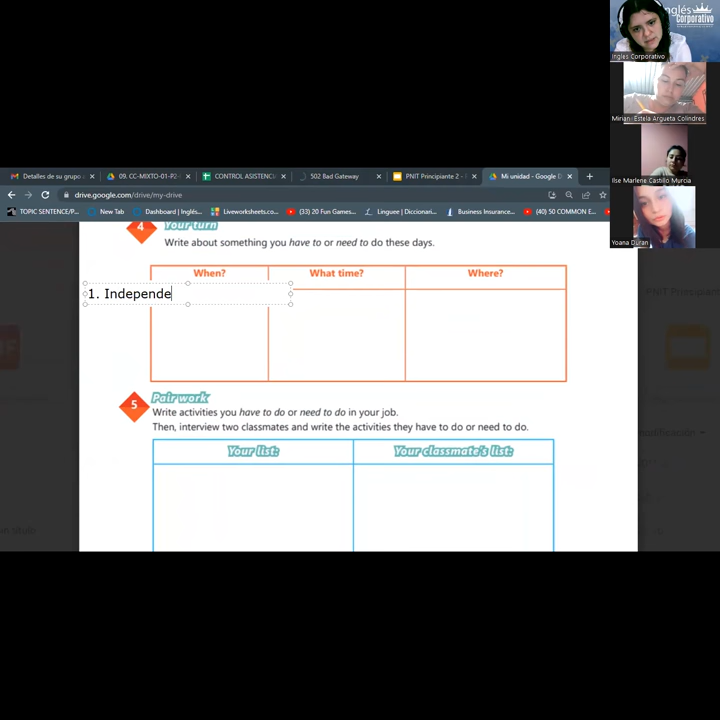 inglés
Corporativo
Ingles Corporativo
Mirian Estela Argueta Colindres
Ilse Marlene Castillo Murcia
Yoana Duran
Detalles de su grupo
09. CC-MIXTO-01-P2-
CONTROL ASISTENCI
502 Bad Gateway
PNIT Principiante 2 -
Mi unidad - Google D
drive.google.com/drive/my-drive
TOPIC SENTENCE/P...
New Tab
Dashboard | Inglés...
Liveworksheets.co...
(33) 20 Fun Games...
Linguee | Diccionari...
Business Insurance...
(40) 50 COMMON E...
4
Your turn
Write about something you have to or need to do these days.
When?
What time?
Where?
1. Independe
5
Pair work
Write activities you have to do or need to do in your job.
Then, interview two classmates and write the activities they have to do or need to do.
Your list:
Your classmate's list: